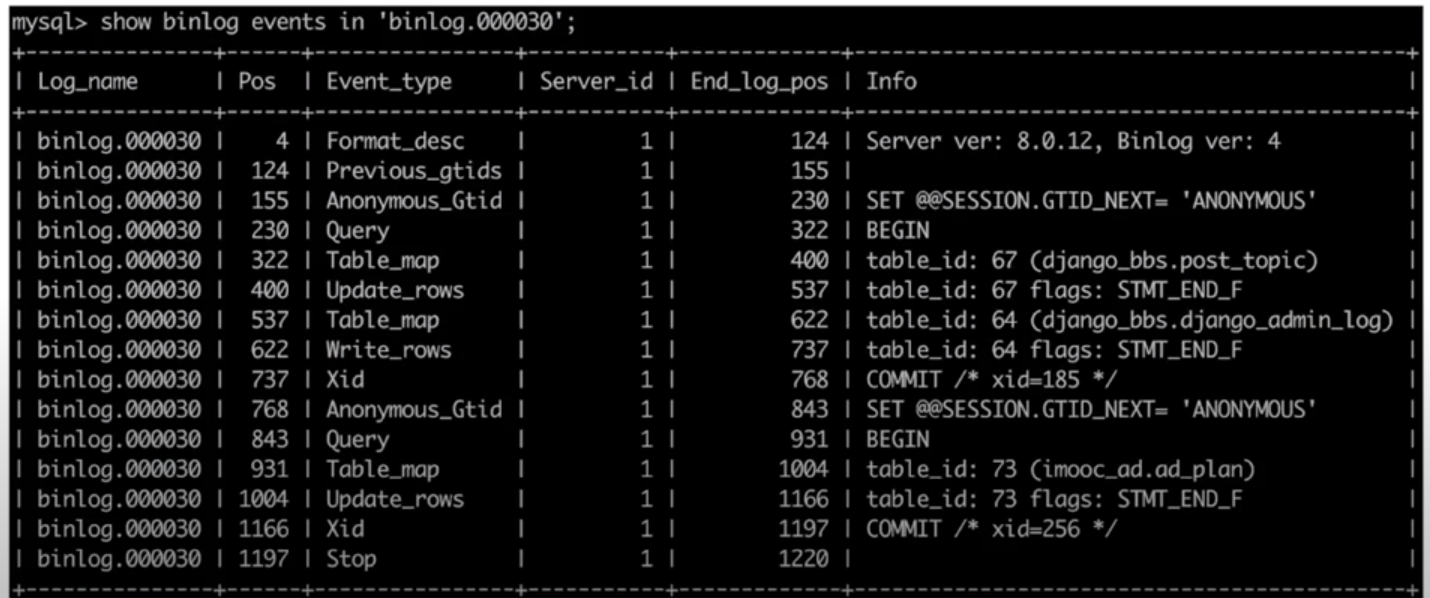 mysql> show binlog events in 'binlog.000030';
+---------------+------+----------------+-----------+-------------+---------------------------------------------+
| Log_name | Pos | Event_type | Server_id | End_log_pos | Info |
+---------------+------+----------------+-----------+-------------+---------------------------------------------+
| binlog.000030 | 4 | Format_desc | 1 | 124 | Server ver: 8.0.12, Binlog ver: 4 |
| binlog.000030 | 124 | Previous_gtids | 1 | 155 | |
| binlog.000030 | 155 | Anonymous_Gtid | 1 | 230 | SET @@SESSION.GTID_NEXT= 'ANONYMOUS' |
| binlog.000030 | 230 | Query | 1 | 322 | BEGIN |
| binlog.000030 | 322 | Table_map | 1 | 400 | table_id: 67 (django_bbs.post_topic) |
| binlog.000030 | 400 | Update_rows | 1 | 537 | table_id: 67 flags: STMT_END_F |
| binlog.000030 | 537 | Table_map | 1 | 622 | table_id: 64 (django_bbs.django_admin_log) |
| binlog.000030 | 622 | Write_rows | 1 | 737 | table_id: 64 flags: STMT_END_F |
| binlog.000030 | 737 | Xid | 1 | 768 | COMMIT /* xid=185 */ |
| binlog.000030 | 768 | Anonymous_Gtid | 1 | 843 | SET @@SESSION.GTID_NEXT= 'ANONYMOUS' |
| binlog.000030 | 843 | Query | 1 | 931 | BEGIN |
| binlog.000030 | 931 | Table_map | 1 | 1004 | table_id: 73 (imooc_ad.ad_plan) |
| binlog.000030 | 1004 | Update_rows | 1 | 1166 | table_id: 73 flags: STMT_END_F |
| binlog.000030 | 1166 | Xid | 1 | 1197 | COMMIT /* xid=256 */ |
| binlog.000030 | 1197 | Stop | 1 | 1220 | |
+---------------+------+----------------+-----------+-------------+---------------------------------------------+